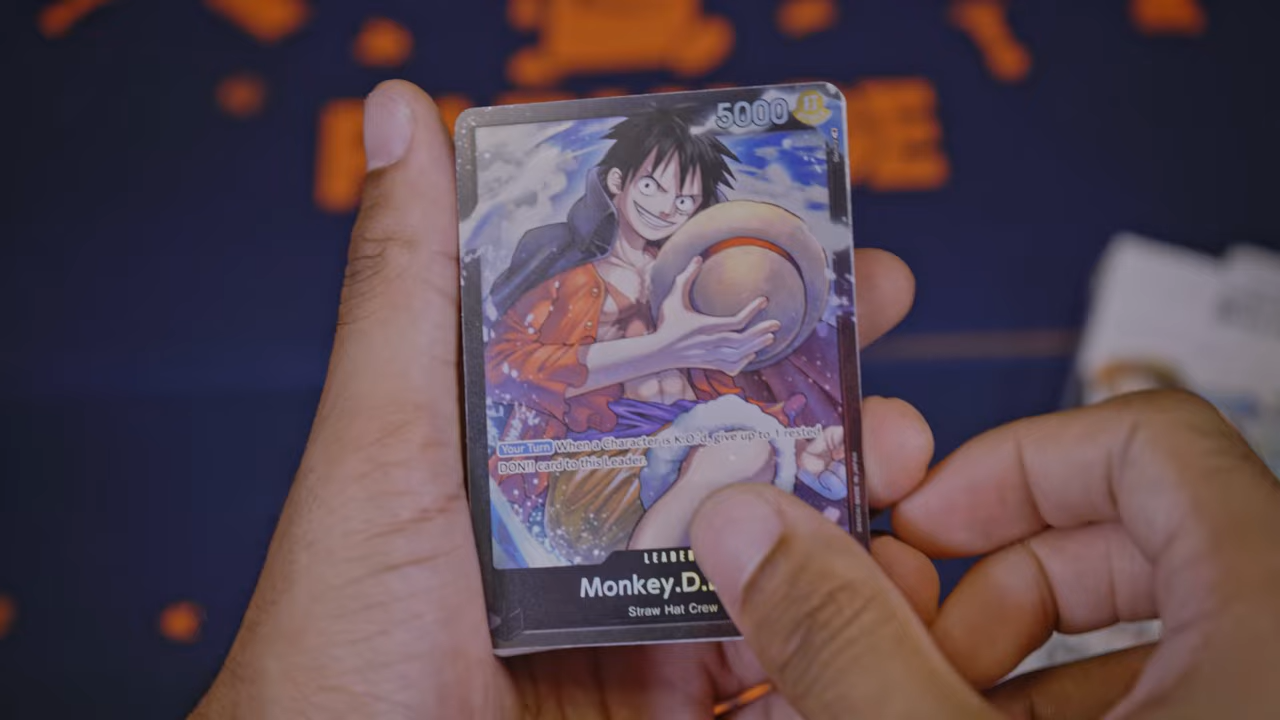 5000
Your Turn When a Character is K.O.'d, give up to 1 rested
DON!! card to this Leader.
LEADER
Monkey.D.
Straw Hat Crew